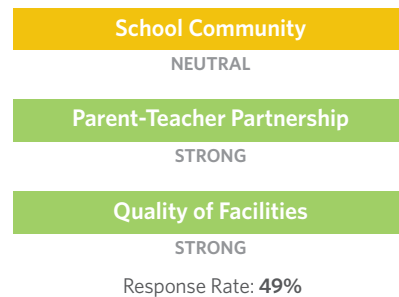 School Community
NEUTRAL
Parent-Teacher Partnership
STRONG
Quality of Facilities
STRONG
Response Rate: 49%